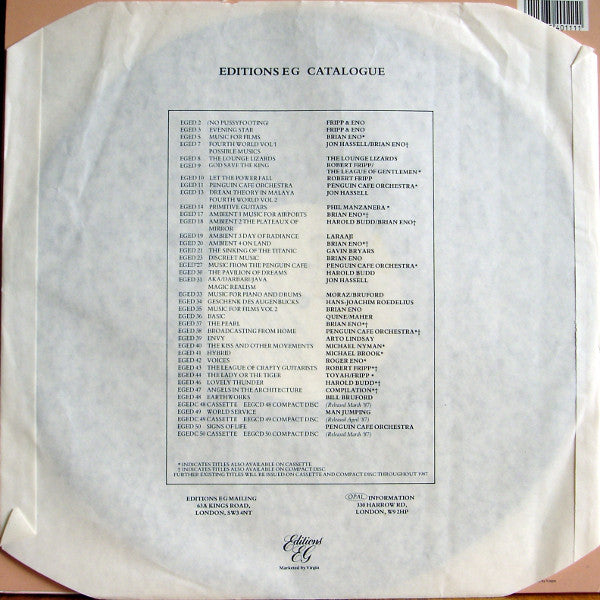 EDITIONS EG CATALOGUE
EGED 2 (NO PUSSYFOOTING) FRIPP & ENO
EGED 3 EVENING STAR FRIPP & ENO
EGED 5 MUSIC FOR FILMS BRIAN ENO*
EGED 7 FOURTH WORLD VOL 1 JON HASSELL/BRIAN ENO†
POSSIBLE MUSICS
EGED 8 THE LOUNGE LIZARDS THE LOUNGE LIZARDS
EGED 9 GOD SAVE THE KING ROBERT FRIPP/
THE LEAGUE OF GENTLEMEN*
EGED 10 LET THE POWER FALL ROBERT FRIPP
EGED 11 PENGUIN CAFE ORCHESTRA PENGUIN CAFE ORCHESTRA*
EGED 13 DREAM THEORY IN MALAYA JON HASSELL
FOURTH WORLD VOL 2
EGED 14 PRIMITIVE GUITARS PHIL MANZANERA*
EGED 17 AMBIENT 1 MUSIC FOR AIRPORTS BRIAN ENO*†
EGED 18 AMBIENT 2 THE PLATEAUX OF HAROLD BUDD/BRIAN ENO†
MIRROR
EGED 19 AMBIENT 3 DAY OF RADIANCE LARAAJI
EGED 20 AMBIENT 4 ON LAND BRIAN ENO*†
EGED 21 THE SINKING OF THE TITANIC GAVIN BRYARS
EGED 23 DISCREET MUSIC BRIAN ENO
EGED 27 MUSIC FROM THE PENGUIN CAFE PENGUIN CAFE ORCHESTRA*
EGED 30 THE PAVILION OF DREAMS HAROLD BUDD
EGED 31 AKA/DARBARI/JAVA JON HASSELL
MAGIC REALISM
EGED 33 MUSIC FOR PIANO AND DRUMS MORAZ/BRUFORD
EGED 34 GESCHENK DES AUGENBLICKS HANS-JOACHIM ROEDELIUS
EGED 35 MUSIC FOR FILMS VOL 2 BRIAN ENO
EGED 36 BASIC QUINE/MAHER
EGED 37 THE PEARL BRIAN ENO*†
EGED 38 BROADCASTING FROM HOME PENGUIN CAFE ORCHESTRA*†
EGED 39 ENVY ARTO LINDSAY
EGED 40 THE KISS AND OTHER MOVEMENTS MICHAEL NYMAN*
EGED 41 HYBRID MICHAEL BROOK*
EGED 42 VOICES ROGER ENO*
EGED 43 THE LEAGUE OF CRAFTY GUITARISTS ROBERT FRIPP*†
EGED 44 THE LADY OR THE TIGER TOYAH/FRIPP*
EGED 46 LOVELY THUNDER HAROLD BUDD*†
EGED 47 ANGELS IN THE ARCHITECTURE COMPILATION*†
EGED 48 EARTHWORKS BILL BRUFORD
EGEDC 48 CASSETTE EEGCD 48 COMPACT DISC (Released March '87)
EGED 49 WORLD SERVICE MAN JUMPING
EGEDC 49 CASSETTE EEGCD 49 COMPACT DISC (Released April '87)
EGED 50 SIGNS OF LIFE PENGUIN CAFE ORCHESTRA
EGEDC 50 CASSETTE EEGCD 50 COMPACT DISC (Released March '87)
* INDICATES TITLES ALSO AVAILABLE ON CASSETTE
† INDICATES TITLES ALSO AVAILABLE ON COMPACT DISC
FURTHER EXISTING TITLES WILL BE ISSUED ON CASSETTE AND COMPACT DISC THROUGHOUT 1987
EDITIONS EG MAILING
63A KINGS ROAD,
LONDON, SW3 4NT
OPAL INFORMATION
330 HARROW RD,
LONDON, W9 2HP
Editions
EG
Marketed by Virgin